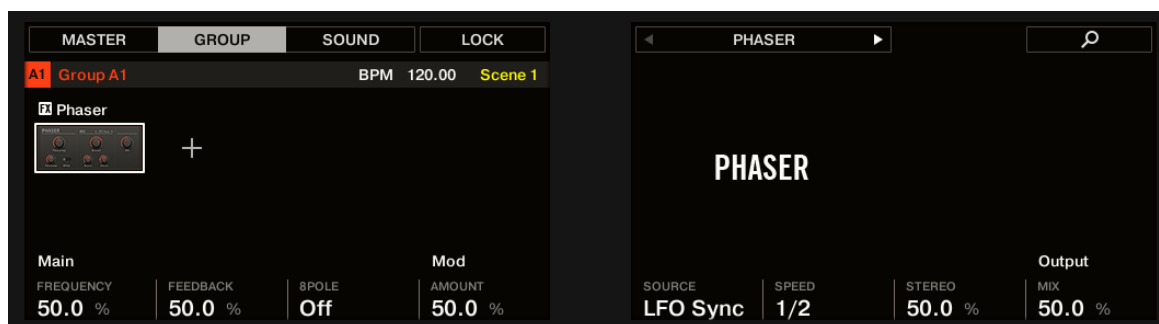 MASTER GROUP SOUND LOCK
A1 Group A1 BPM 120.00 Scene 1
FX Phaser
Main Mod
FREQUENCY FEEDBACK 8POLE AMOUNT
50.0 % 50.0 % Off 50.0 %
PHASER
PHASER
Output
SOURCE SPEED STEREO MIX
LFO Sync 1/2 50.0 % 50.0 %